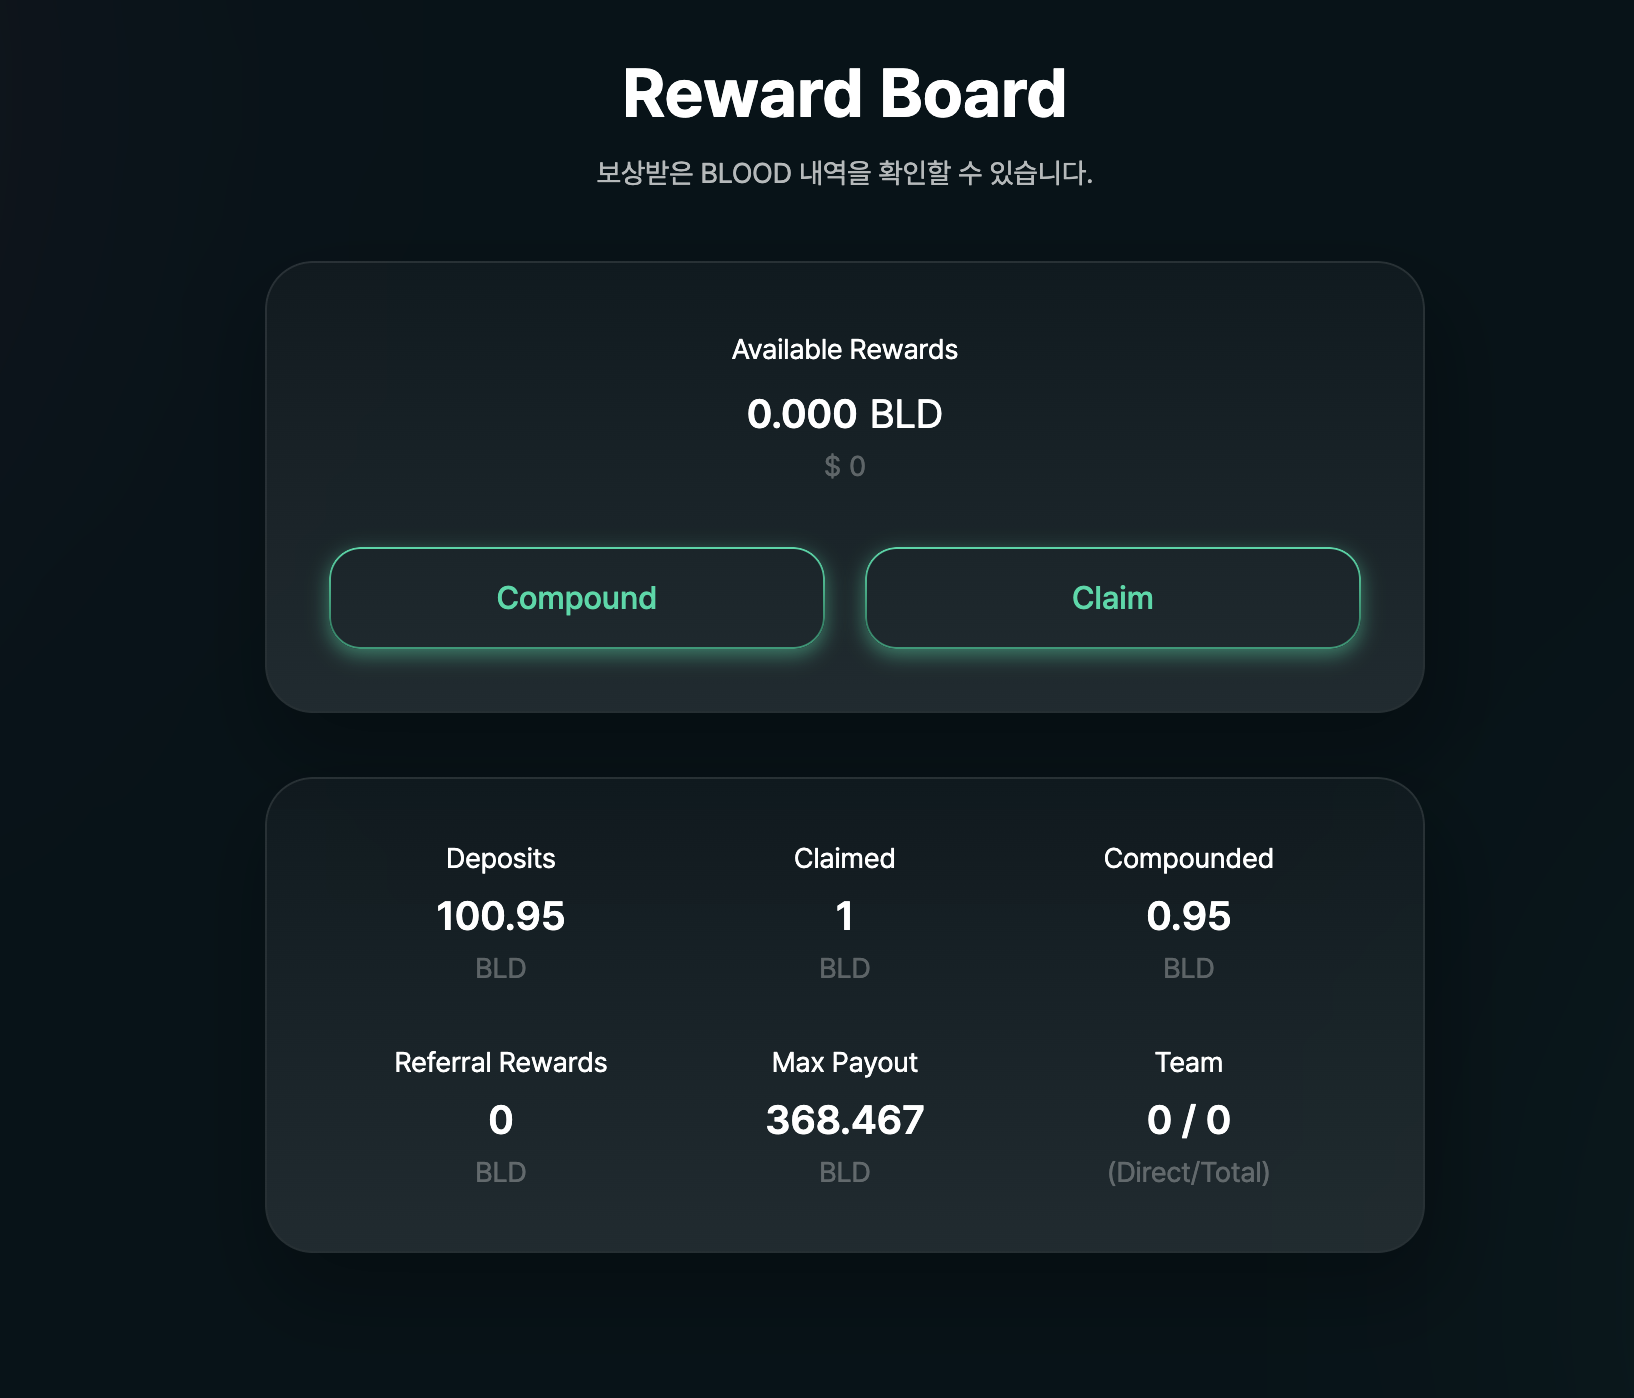 Reward Board
보상받은 BLOOD 내역을 확인할 수 있습니다.
Available Rewards
0.000 BLD
$ 0
Compound
Claim
Deposits
100.95
BLD
Claimed
1
BLD
Compounded
0.95
BLD
Referral Rewards
0
BLD
Max Payout
368.467
BLD
Team
0 / 0
(Direct/Total)